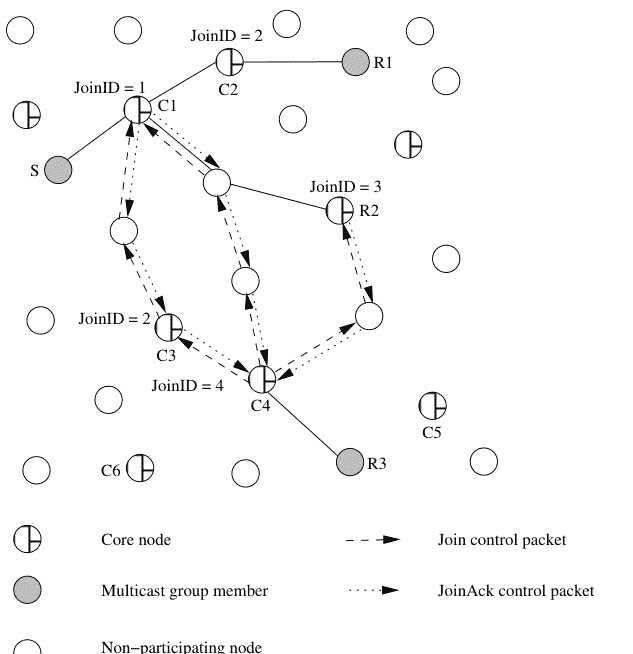 JoinID = 2
R1
C2
JoinID = 1
C1
S
JoinID = 3
R2
JoinID = 2
C3
JoinID = 4
C4
C5
C6
R3
Core node
Join control packet
Multicast group member
JoinAck control packet
Non−participating node